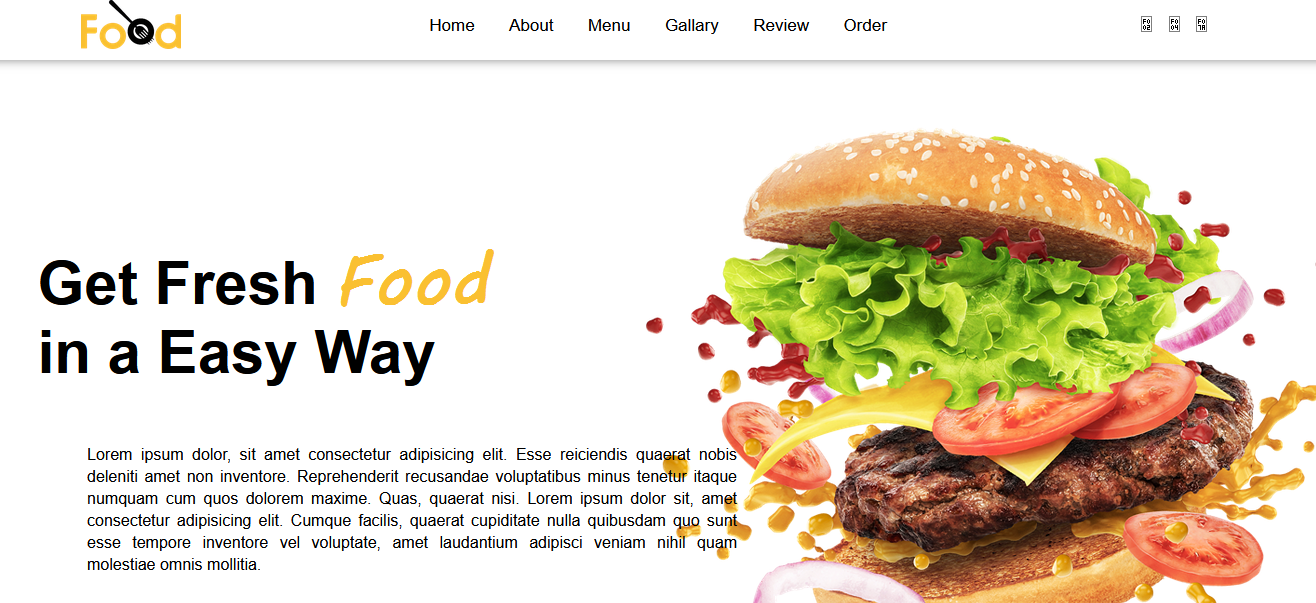 Food Home About Menu Gallary Review Order
Get Fresh Food
in a Easy Way
Lorem ipsum dolor, sit amet consectetur adipisicing elit. Esse reiciendis quaerat nobis
deleniti amet non inventore. Reprehenderit recusandae voluptatibus minus tenetur itaque
numquam cum quos dolorem maxime. Quas, quaerat nisi. Lorem ipsum dolor sit, amet
consectetur adipisicing elit. Cumque facilis, quaerat cupiditate nulla quibusdam quo sunt
esse tempore inventore vel voluptate, amet laudantium adipisci veniam nihil quam
molestiae omnis mollitia.